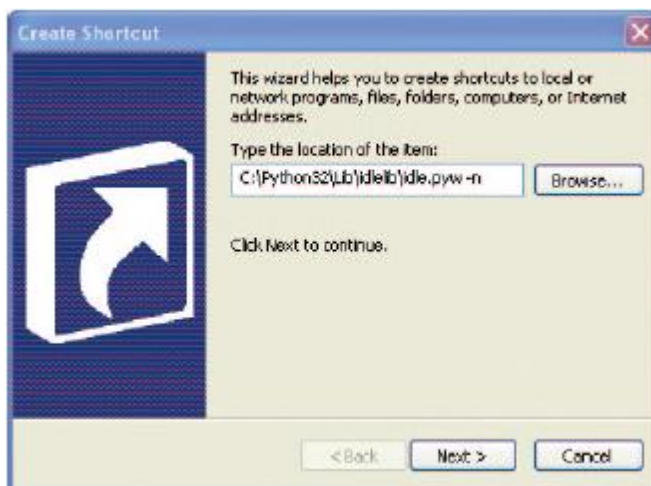 Create Shortcut
This wizard helps you to create shortcuts to local or
network programs, files, folders, computers, or Internet
addresses.
Type the location of the item:
C:\Python32\Lib\idlelib\idle.pyw -n
Browse...
Click Next to continue.
< Back
Next >
Cancel